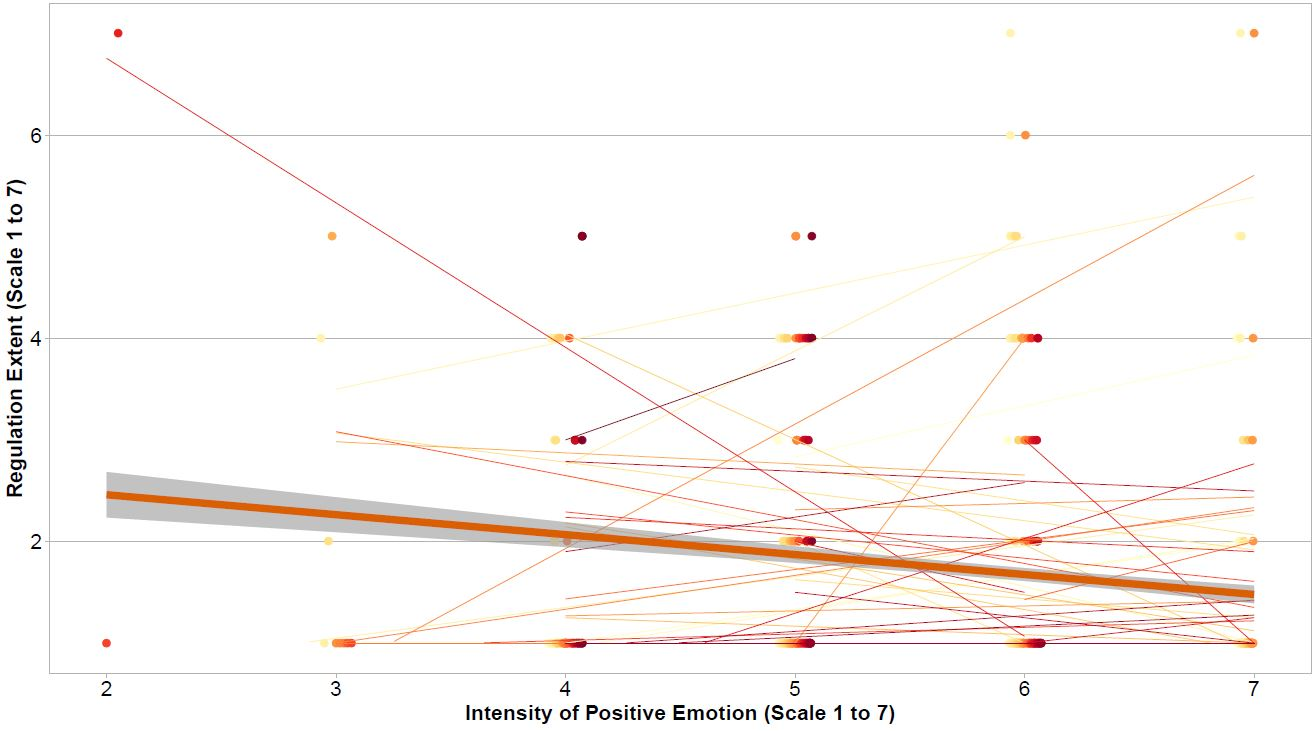 Regulation Extent (Scale 1 to 7)
6
4
2
2 3 4 5 6 7
Intensity of Positive Emotion (Scale 1 to 7)